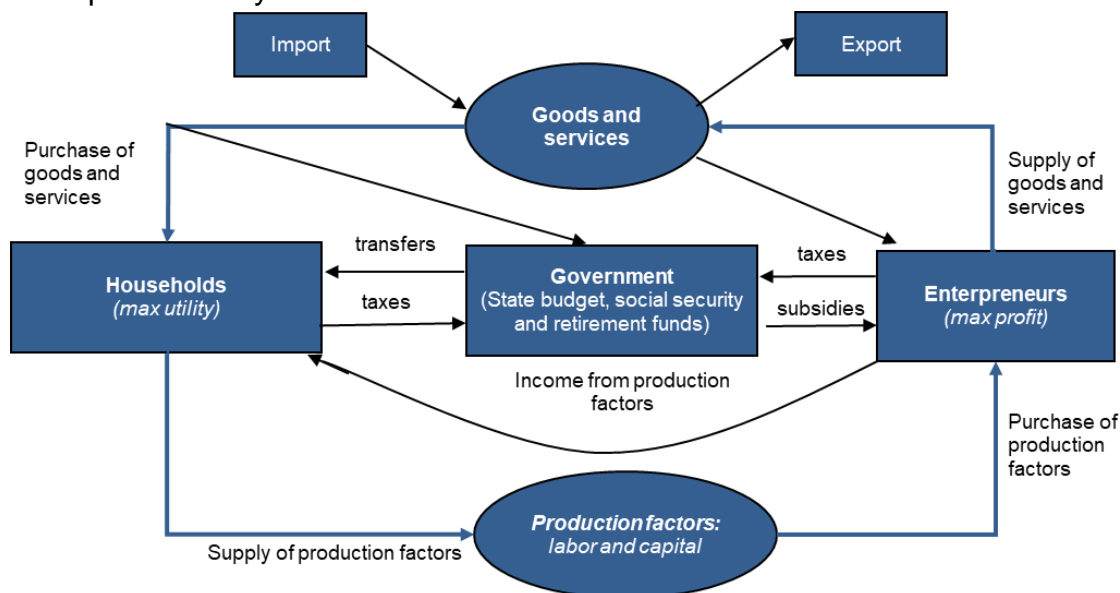 Import
Export
Goods and
services
Purchase of
goods and
services
Supply of
goods and
services
Households
(max utility)
transfers
taxes
Government
(State budget, social security
and retirement funds)
taxes
subsidies
Enterpreneurs
(max profit)
Income from production
factors
Purchase of
production
factors
Production factors:
labor and capital
Supply of production factors